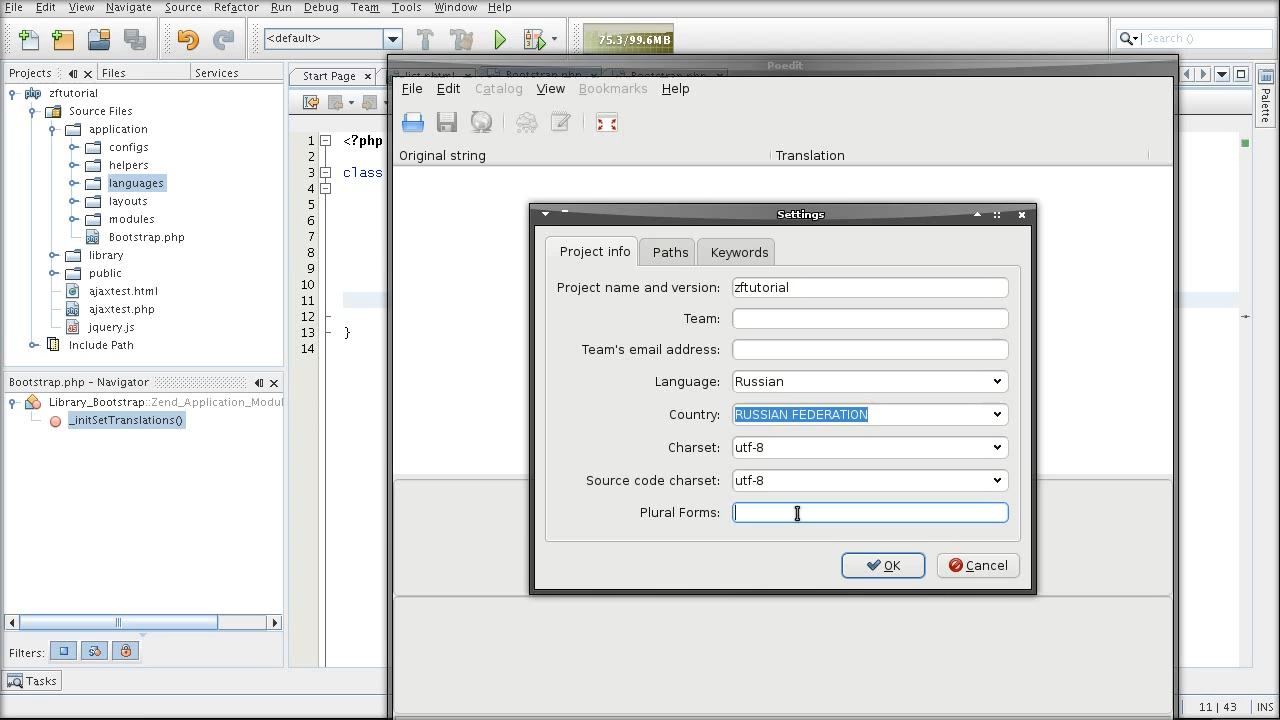 File Edit View Navigate Source Refactor Run Debug Team Tools Window Help
<default>
75.3/99.6MB
Search ()
Projects
Files
Services
Start Page
Poedit
Palette
zftutorial
Source Files
application
configs
helpers
languages
layouts
modules
Bootstrap.php
library
public
ajaxtest.html
ajaxtest.php
jquery.js
Include Path
1 <?php
2
3 class
4
5
6
7
8
9
10
11
12
13 }
14
File Edit Catalog View Bookmarks Help
Original string
Translation
Settings
Project info
Paths
Keywords
Project name and version: zftutorial
Team:
Team's email address:
Language: Russian
Country: RUSSIAN FEDERATION
Charset: utf-8
Source code charset: utf-8
Plural Forms:
OK
Cancel
Bootstrap.php - Navigator
Library_Bootstrap::Zend_Application_Modul
_initSetTranslations()
Filters:
Tasks
11 | 43 INS